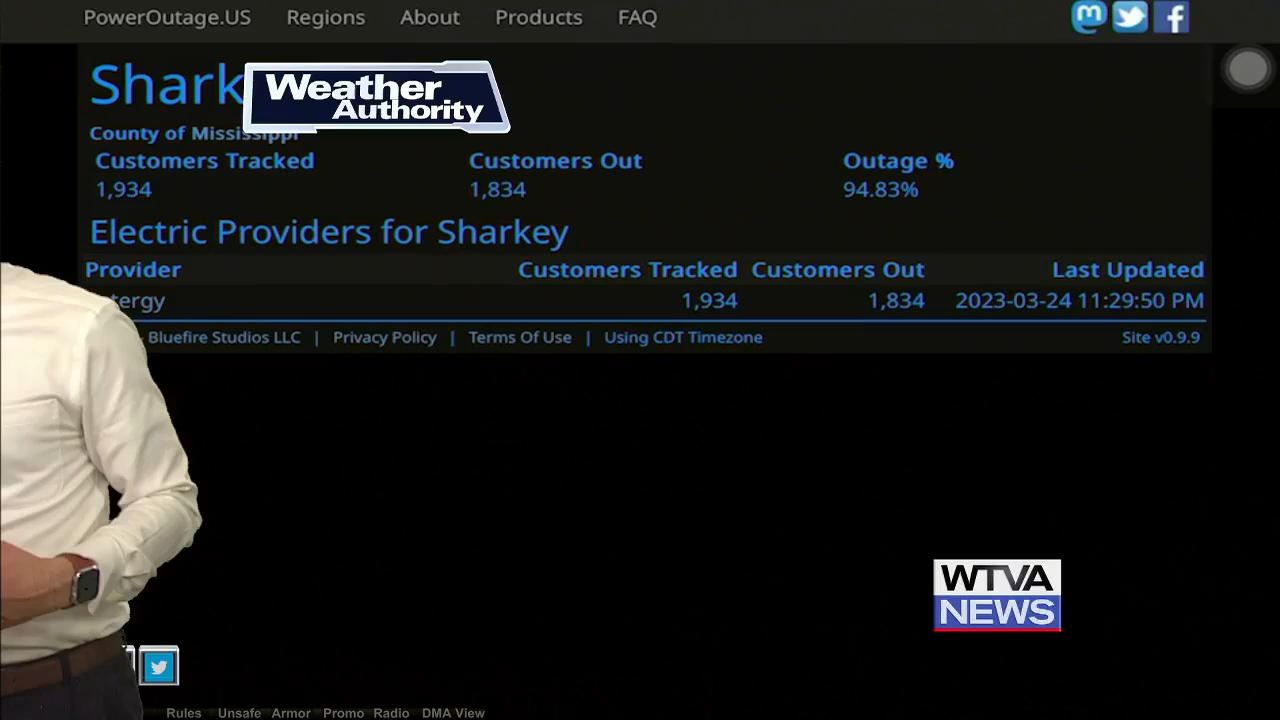 PowerOutage.US Regions About Products FAQ
Shark
Weather
Authority
County of Mississippi
Customers Tracked Customers Out Outage %
1,934 1,834 94.83%
Electric Providers for Sharkey
Provider Customers Tracked Customers Out Last Updated
tergy 1,934 1,834 2023-03-24 11:29:50 PM
Bluefire Studios LLC | Privacy Policy | Terms Of Use | Using CDT Timezone Site v0.9.9
WTVA
NEWS
Rules Unsafe Armor Promo Radio DMA View